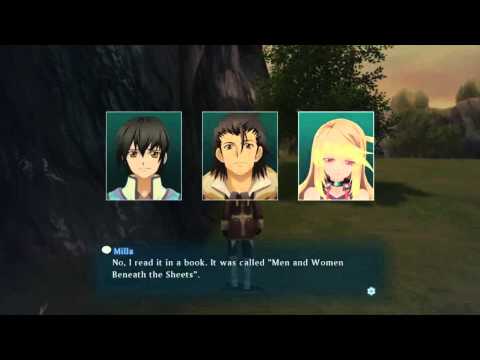 Milla
No, I read it in a book. It was called "Men and Women
Beneath the Sheets".